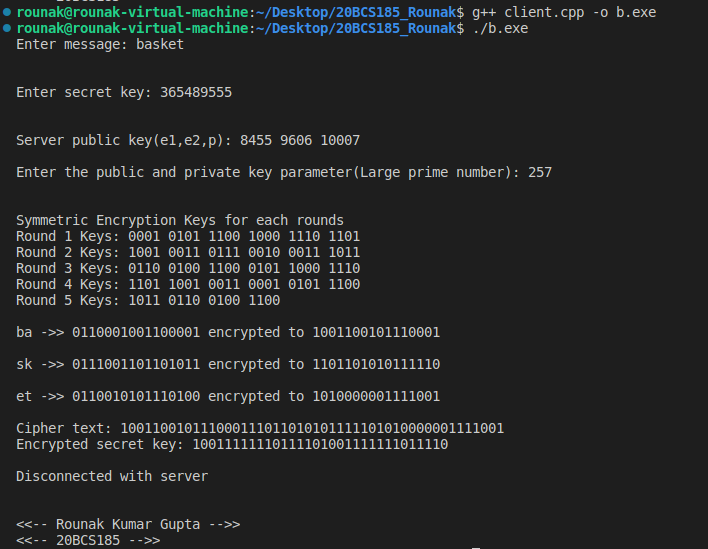 rounak@rounak-virtual-machine:~/Desktop/20BCS185_Rounak$ g++ client.cpp -o b.exe
rounak@rounak-virtual-machine:~/Desktop/20BCS185_Rounak$ ./b.exe
Enter message: basket
Enter secret key: 365489555
Server public key(e1,e2,p): 8455 9606 10007
Enter the public and private key parameter(Large prime number): 257
Symmetric Encryption Keys for each rounds
Round 1 Keys: 0001 0101 1100 1000 1110 1101
Round 2 Keys: 1001 0011 0111 0010 0011 1011
Round 3 Keys: 0110 0100 1100 0101 1000 1110
Round 4 Keys: 1101 1001 0011 0001 0101 1100
Round 5 Keys: 1011 0110 0100 1100
ba ->> 0110001001100001 encrypted to 1001100101110001
sk ->> 0111001101101011 encrypted to 1101101010111110
et ->> 0110010101110100 encrypted to 1010000001111001
Cipher text: 100110010111000111011010101111101010000001111001
Encrypted secret key: 10011111110111101001111111011110
Disconnected with server
<<-- Rounak Kumar Gupta -->>
<<-- 20BCS185 -->>